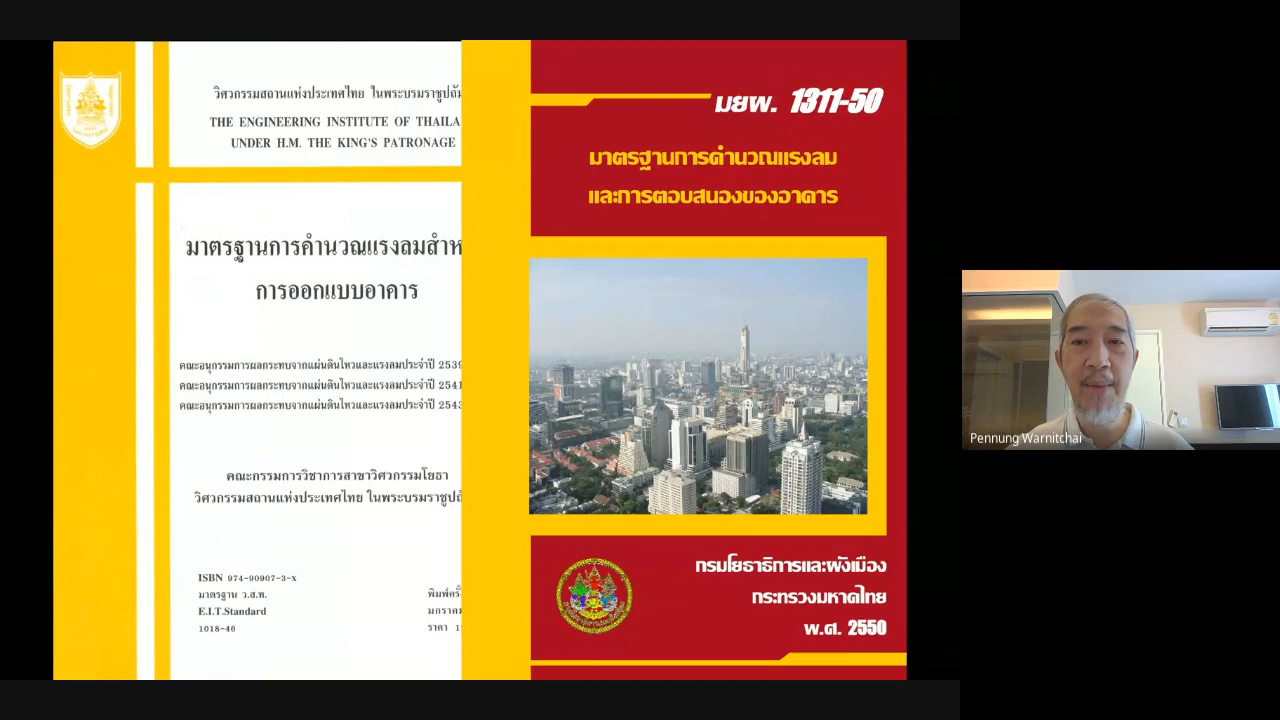 วิศวกรรมสถานแห่งประเทศไทย ในพระบรมราชูปถัม
THE ENGINEERING INSTITUTE OF THAILA
UNDER H.M. THE KING'S PATRONAGE
มาตรฐานการคำนวณแรงลมสำห
การออกแบบอาคาร
คณะอนุกรรมการผลกระทบจากแผ่นดินไหวและแรงลมประจำปี 2539
คณะอนุกรรมการผลกระทบจากแผ่นดินไหวและแรงลมประจำปี 2541
คณะอนุกรรมการผลกระทบจากแผ่นดินไหวและแรงลมประจำปี 2543
คณะกรรมการวิชาการสาขาวิศวกรรมโยธา
วิศวกรรมสถานแห่งประเทศไทย ในพระบรมราชูปถั
ISBN 974-90907-3-x
มาตรฐาน ว.ส.ท.
E.I.T.Standard
1018-46
พิมพ์ครั้
มกราคม
ราคา 1
มยผ. 1311-50
มาตรฐานการคำนวณแรงลม
และการตอบสนองของอาคาร
กรมโยธาธิการและผังเมือง
กระทรวงมหาดไทย
พ.ศ. 2550
Pennung Warnitchai